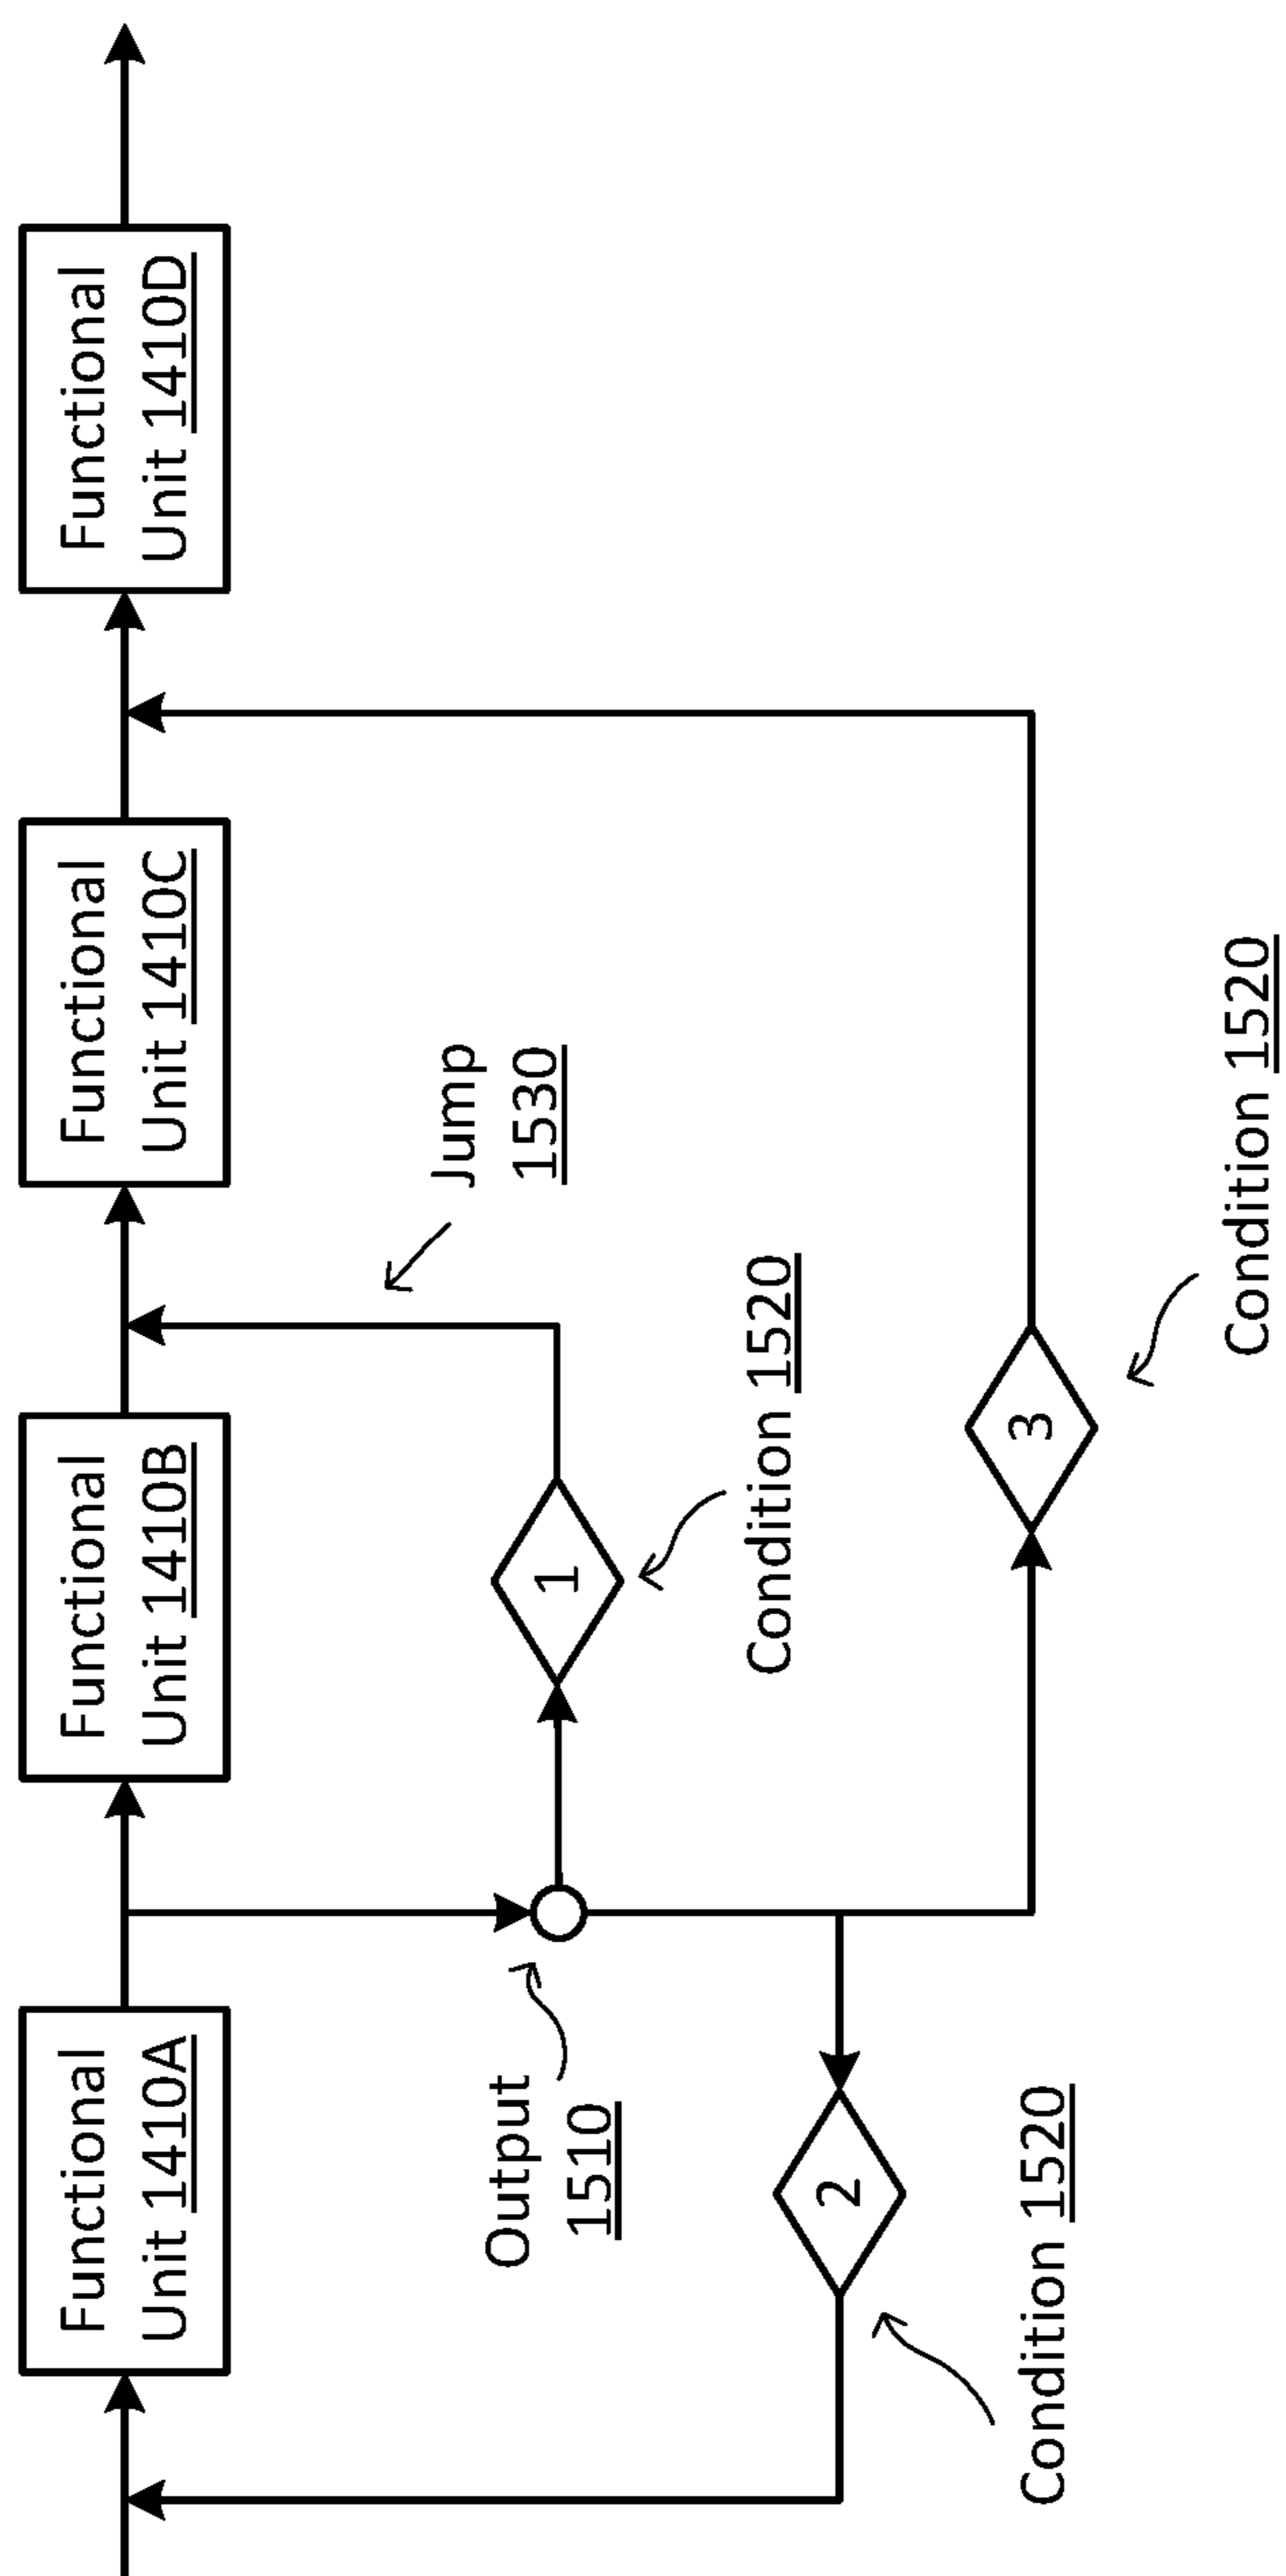 Functional
Unit 1410A
Functional
Unit 1410B
Functional
Unit 1410C
Functional
Unit 1410D
Output
1510
Jump
1530
1
Condition 1520
2
Condition 1520
3
Condition 1520